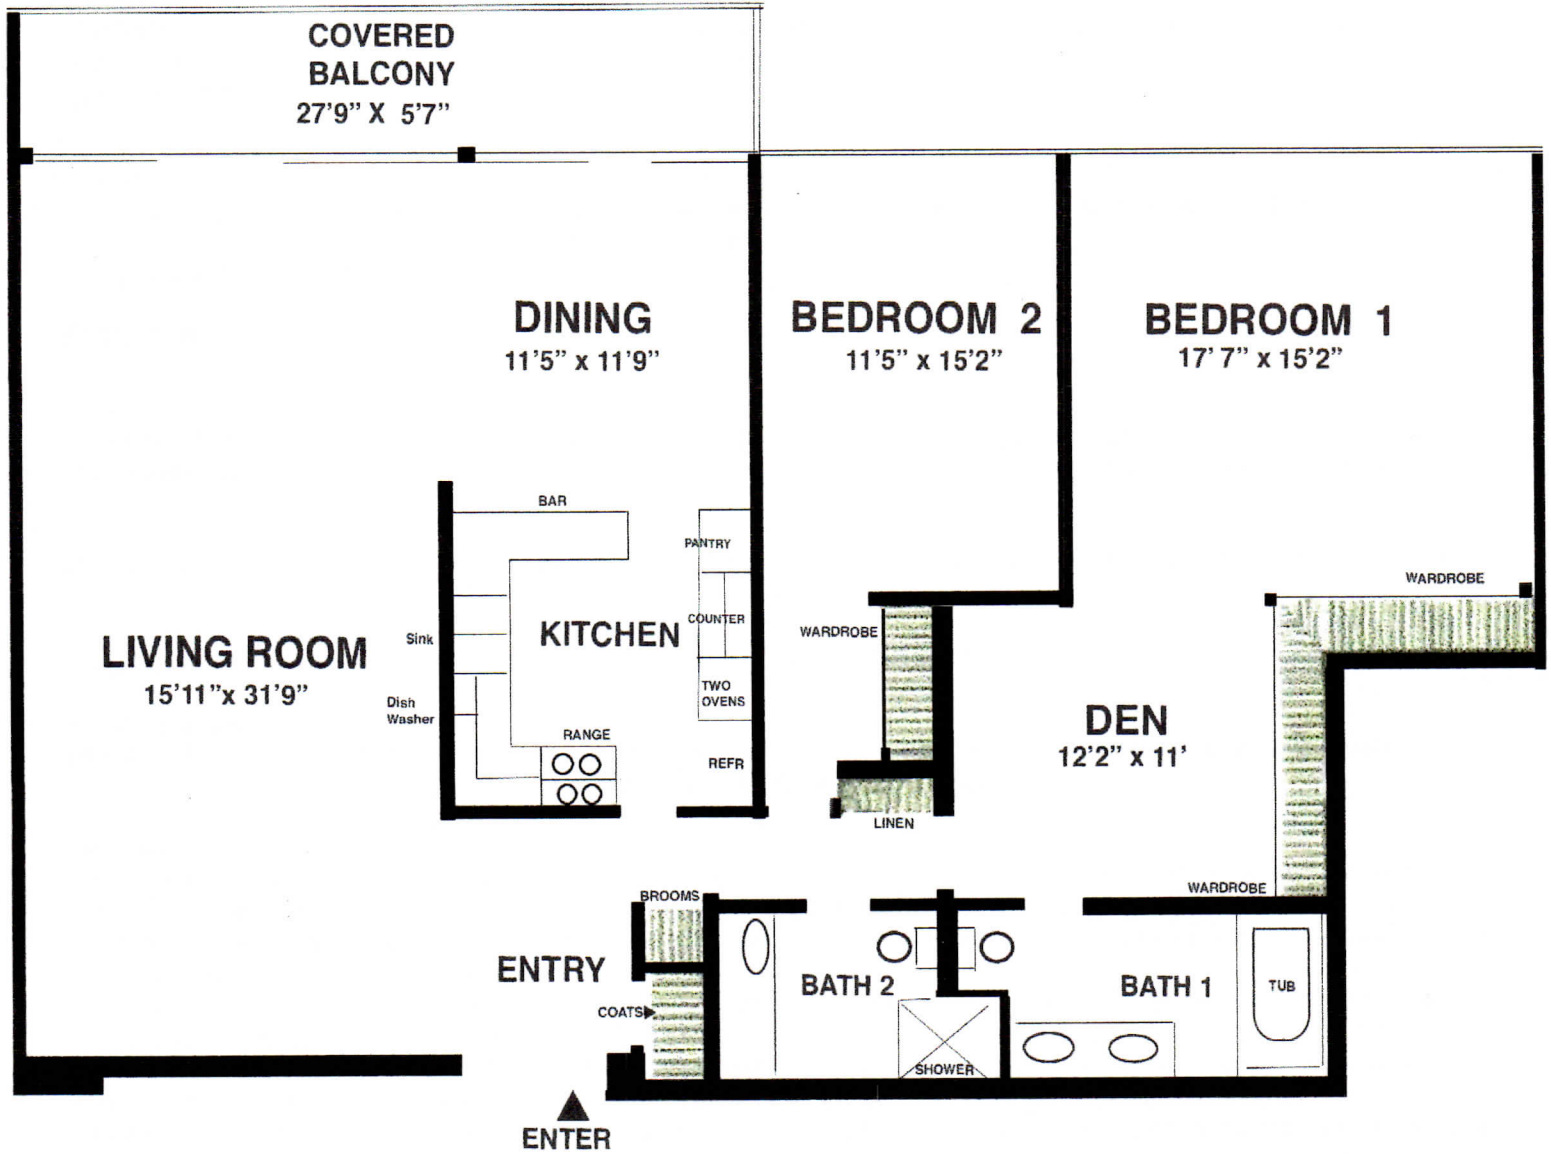 COVERED
BALCONY
27'9" X 5'7"
DINING
11'5" x 11'9"
BEDROOM 2
11'5" x 15'2"
BEDROOM 1
17' 7" x 15'2"
BAR
PANTRY
COUNTER
TWO
OVENS
REFR
KITCHEN
RANGE
Sink
Dish
Washer
LIVING ROOM
15'11"x 31'9"
WARDROBE
LINEN
WARDROBE
DEN
12'2" x 11'
WARDROBE
BROOMS
ENTRY
COATS
BATH 2
SHOWER
BATH 1
TUB
ENTER